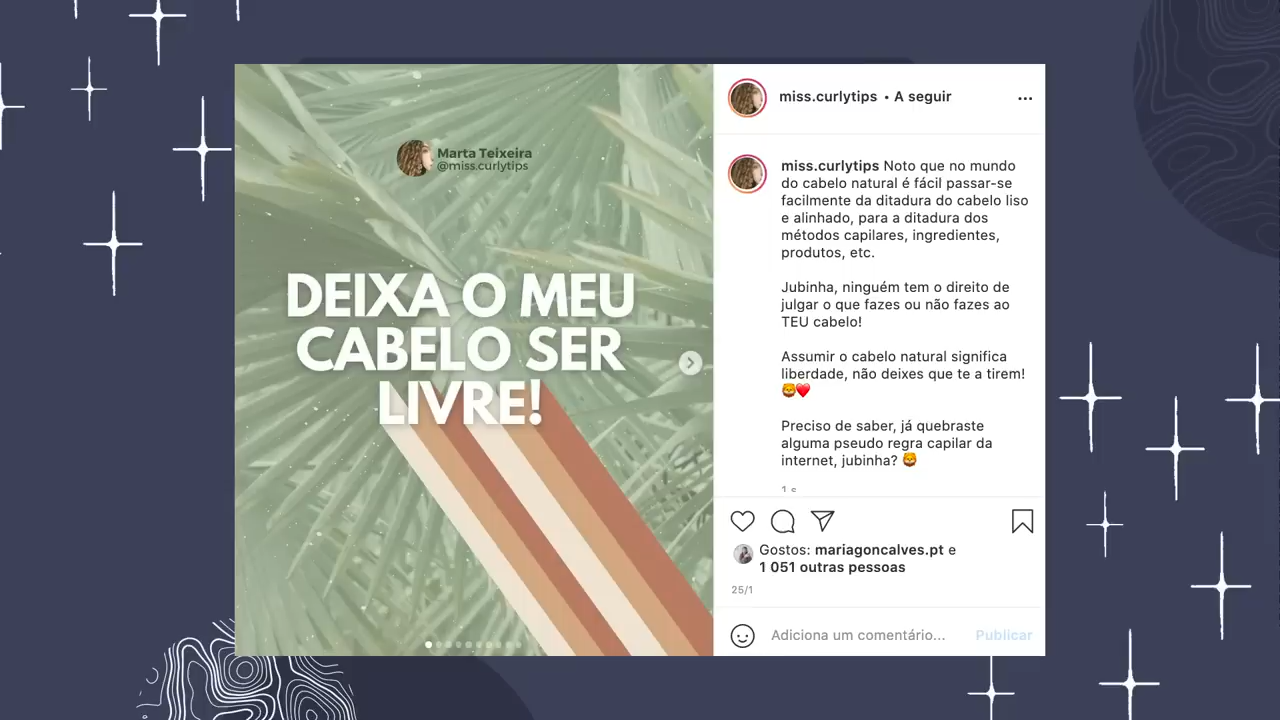 Marta Teixeira
@miss.curlytips
DEIXA O MEU
CABELO SER
LIVRE!
miss.curlytips • A seguir
miss.curlytips Noto que no mundo
do cabelo natural é fácil passar-se
facilmente da ditadura do cabelo liso
e alinhado, para a ditadura dos
métodos capilares, ingredientes,
produtos, etc.
Jubinha, ninguém tem o direito de
julgar o que fazes ou não fazes ao
TEU cabelo!
Assumir o cabelo natural significa
liberdade, não deixes que te a tirem!
🦁❤️
Preciso de saber, já quebraste
alguma pseudo regra capilar da
internet, jubinha? 🦁
Gostos: mariagoncalves.pt e
1 051 outras pessoas
25/1
Adiciona um comentário... Publicar